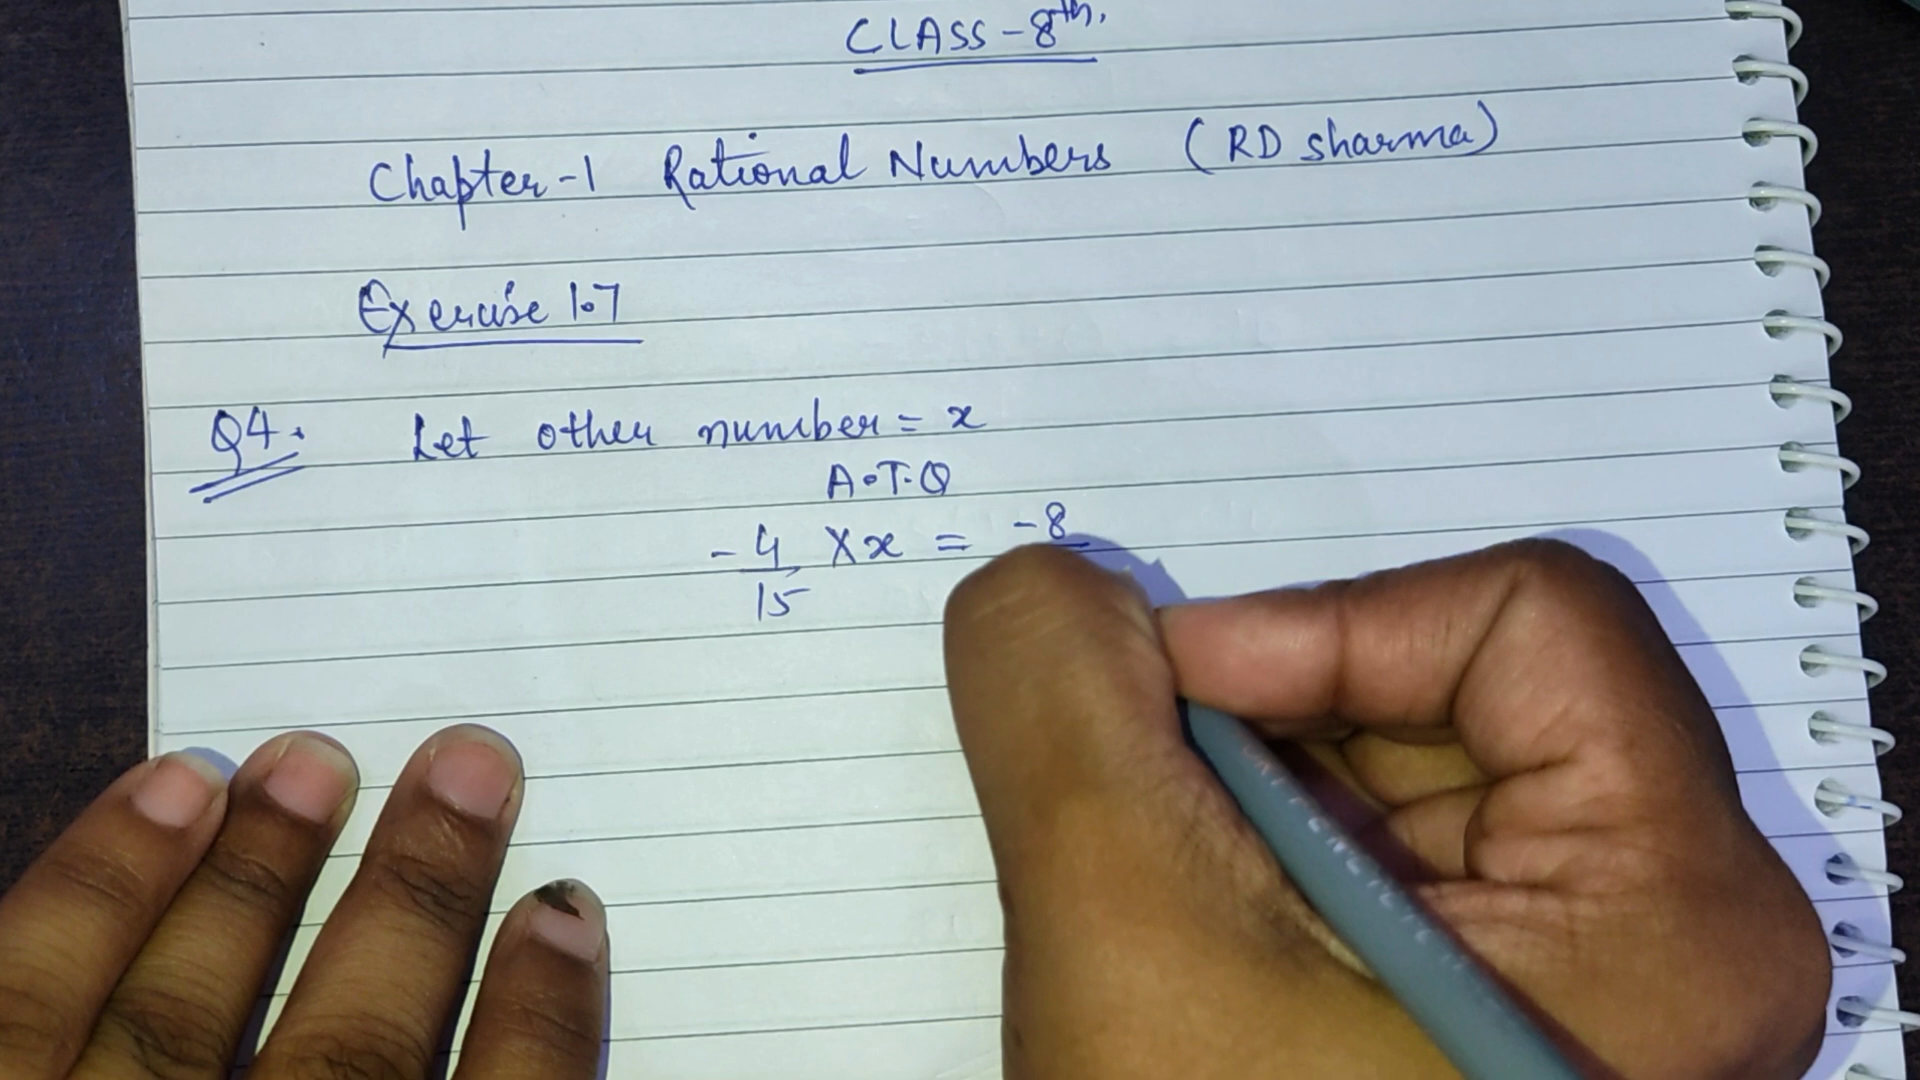 CLASS - 8th.
Chapter-1 Rational Numbers (RD sharma)
Exercise 1.7
Q4. Let other number = x
A.T.Q
-4/15 X x = -8